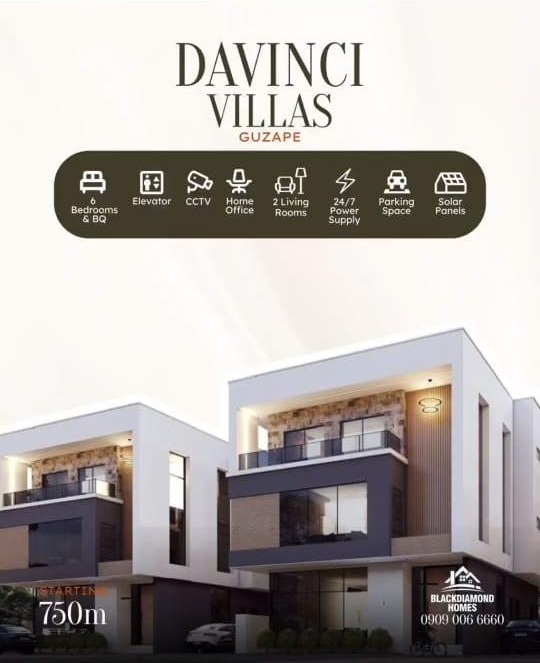 DAVINCI
VILLAS
GUZAPE
6
Bedrooms
& BQ
Elevator
CCTV
Home
Office
2 Living
Rooms
24/7
Power
Supply
Parking
Space
Solar
Panels
STARTING
750m
BLACKDIAMOND
HOMES
0909 006 6660